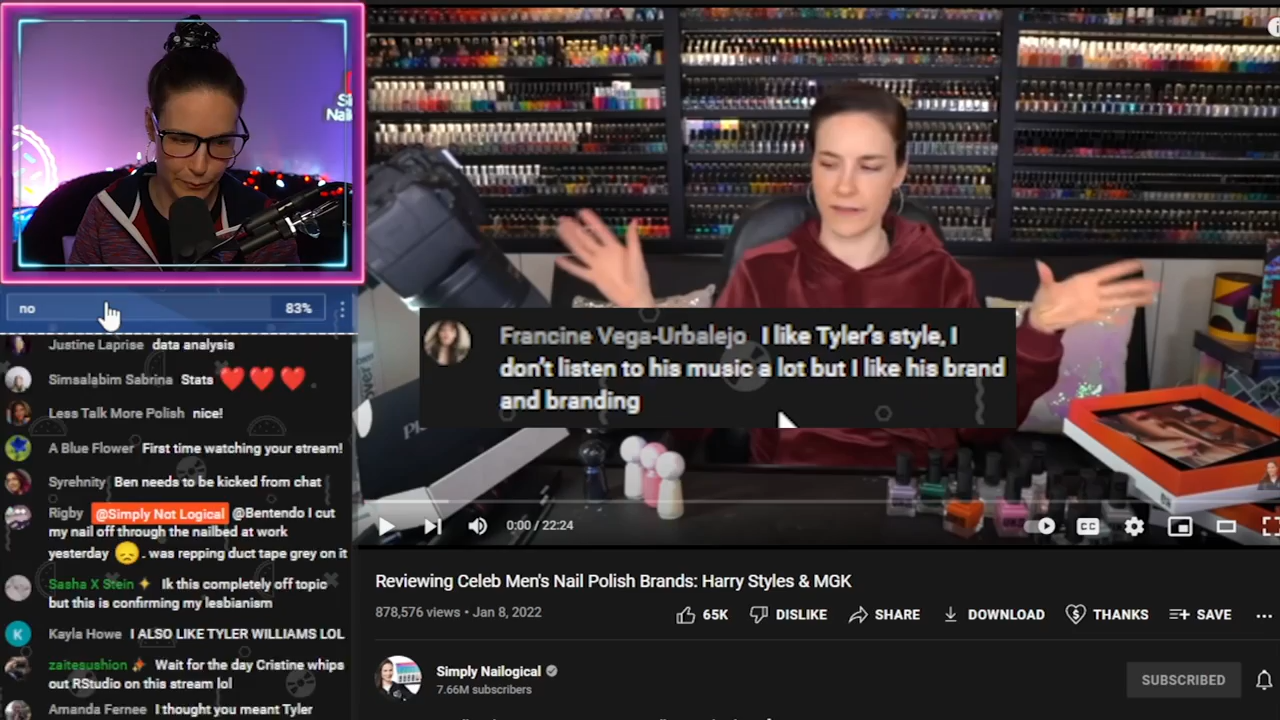 no
83%
Justine Laprise data analysis
Simsalabim Sabrina Stats
Less Talk More Polish nice!
A Blue Flower First time watching your stream!
Syrehnity Ben needs to be kicked from chat
Rigby @Simply Not Logical @Bentendo I cut
my nail off through the nailbed at work
yesterday 😞 . was repping duct tape grey on it
Sasha X Stein Ik this completely off topic
but this is confirming my lesbianism
K
Kayla Howe I ALSO LIKE TYLER WILLIAMS LOL
zaitesushion Wait for the day Cristine whips
out RStudio on this stream lol
Amanda Fernee I thought you meant Tyler
Francine Vega-Urbalejo I like Tyler's style, I
don't listen to his music a lot but I like his brand
and branding
0:00 / 22:24
CC
Reviewing Celeb Men's Nail Polish Brands: Harry Styles & MGK
878,576 views • Jan 8, 2022
65K
DISLIKE
SHARE
DOWNLOAD
THANKS
SAVE
Simply Nailogical
7.66M subscribers
SUBSCRIBED